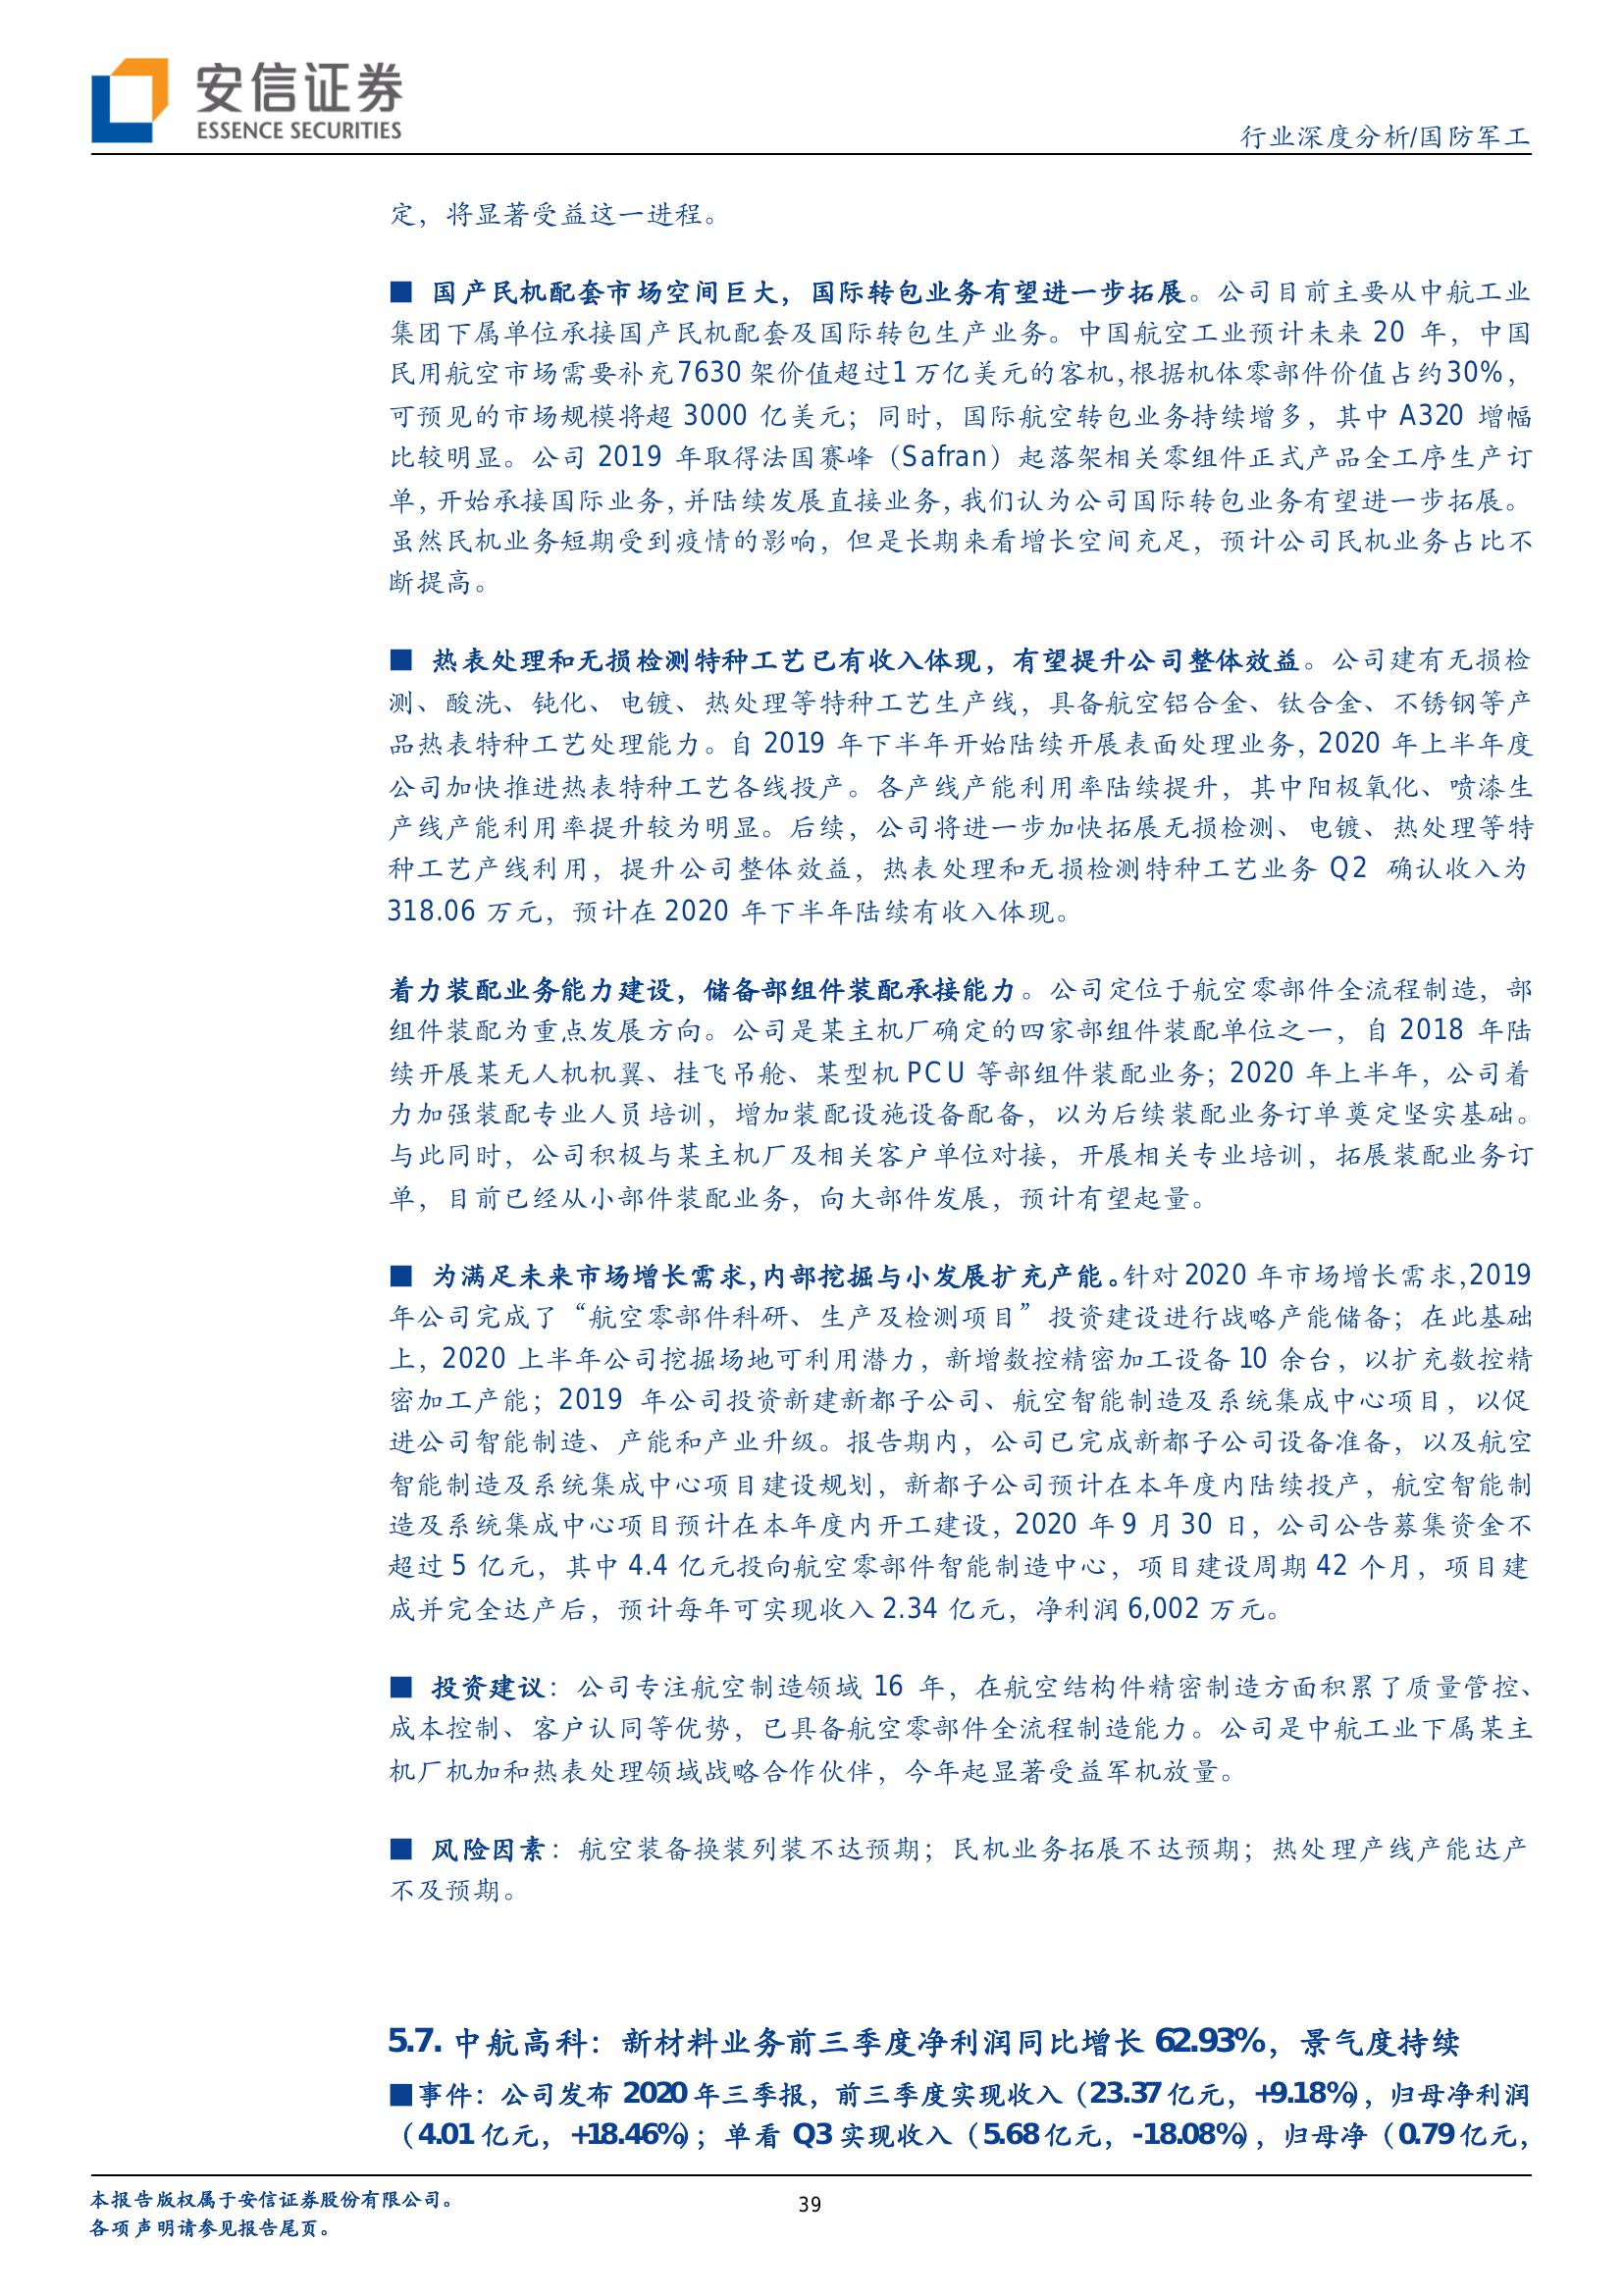 安信证券
ESSENCE SECURITIES
行业深度分析/国防军工
定，将显著受益这一进程。
■ 国产民机配套市场空间巨大，国际转包业务有望进一步拓展。公司目前主要从中航工业
集团下属单位承接国产民机配套及国际转包生产业务。中国航空工业预计未来 20 年，中国
民用航空市场需要补充 7630 架价值超过 1 万亿美元的客机，根据机体零部件价值占约 30%，
可预见的市场规模将超 3000 亿美元；同时，国际航空转包业务持续增多，其中 A320 增幅
比较明显。公司 2019 年取得法国赛峰（Safran）起落架相关零组件正式产品全工序生产订
单，开始承接国际业务，并陆续发展直接业务，我们认为公司国际转包业务有望进一步拓展。
虽然民机业务短期受到疫情的影响，但是长期来看增长空间充足，预计公司民机业务占比不
断提高。
■ 热表处理和无损检测特种工艺已有收入体现，有望提升公司整体效益。公司建有无损检
测、酸洗、钝化、电镀、热处理等特种工艺生产线，具备航空铝合金、钛合金、不锈钢等产
品热表特种工艺处理能力。自 2019 年下半年开始陆续开展表面处理业务，2020 年上半年度
公司加快推进热表特种工艺各线投产。各产线产能利用率陆续提升，其中阳极氧化、喷漆生
产线产能利用率提升较为明显。后续，公司将进一步加快拓展无损检测、电镀、热处理等特
种工艺产线利用，提升公司整体效益，热表处理和无损检测特种工艺业务 Q2 确认收入为
318.06 万元，预计在 2020 年下半年陆续有收入体现。
着力装配业务能力建设，储备部组件装配承接能力。公司定位于航空零部件全流程制造，部
组件装配为重点发展方向。公司是某主机厂确定的四家部组件装配单位之一，自 2018 年陆
续开展某无人机机翼、挂飞吊舱、某型机 PCU 等部组件装配业务；2020 年上半年，公司着
力加强装配专业人员培训，增加装配设施设备配备，以为后续装配业务订单奠定坚实基础。
与此同时，公司积极与某主机厂及相关客户单位对接，开展相关专业培训，拓展装配业务订
单，目前已经从小部件装配业务，向大部件发展，预计有望起量。
■ 为满足未来市场增长需求，内部挖掘与小发展扩充产能。针对 2020 年市场增长需求，2019
年公司完成了“航空零部件科研、生产及检测项目”投资建设进行战略产能储备；在此基础
上，2020 上半年公司挖掘场地可利用潜力，新增数控精密加工设备 10 余台，以扩充数控精
密加工产能；2019 年公司投资新建新都子公司、航空智能制造及系统集成中心项目，以促
进公司智能制造、产能和产业升级。报告期内，公司已完成新都子公司设备准备，以及航空
智能制造及系统集成中心项目建设规划，新都子公司预计在本年度内陆续投产，航空智能制
造及系统集成中心项目预计在本年度内开工建设，2020 年 9 月 30 日，公司公告募集资金不
超过 5 亿元，其中 4.4 亿元投向航空零部件智能制造中心，项目建设周期 42 个月，项目建
成并完全达产后，预计每年可实现收入 2.34 亿元，净利润 6,002 万元。
■ 投资建议：公司专注航空制造领域 16 年，在航空结构件精密制造方面积累了质量管控、
成本控制、客户认同等优势，已具备航空零部件全流程制造能力。公司是中航工业下属某主
机厂机加和热表处理领域战略合作伙伴，今年起显著受益军机放量。
■ 风险因素：航空装备换装列装不达预期；民机业务拓展不达预期；热处理产线产能达产
不及预期。
5.7. 中航高科：新材料业务前三季度净利润同比增长 62.93%，景气度持续
■事件：公司发布 2020 年三季报，前三季度实现收入（23.37 亿元，+9.18%），归母净利润
（4.01 亿元，+18.46%）；单看 Q3 实现收入（5.68 亿元，-18.08%），归母净（0.79 亿元，
本报告版权属于安信证券股份有限公司。
39
各项声明请参见报告尾页。